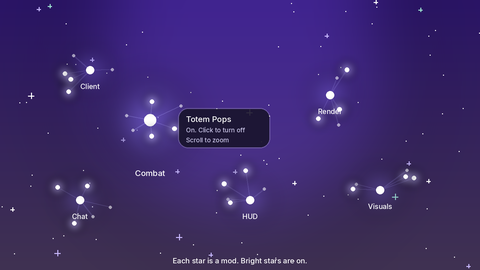 Client
Totem Pops
On. Click to turn off
Scroll to zoom
Render
Combat
Visuals
Chat
HUD
Each star is a mod. Bright stars are on.